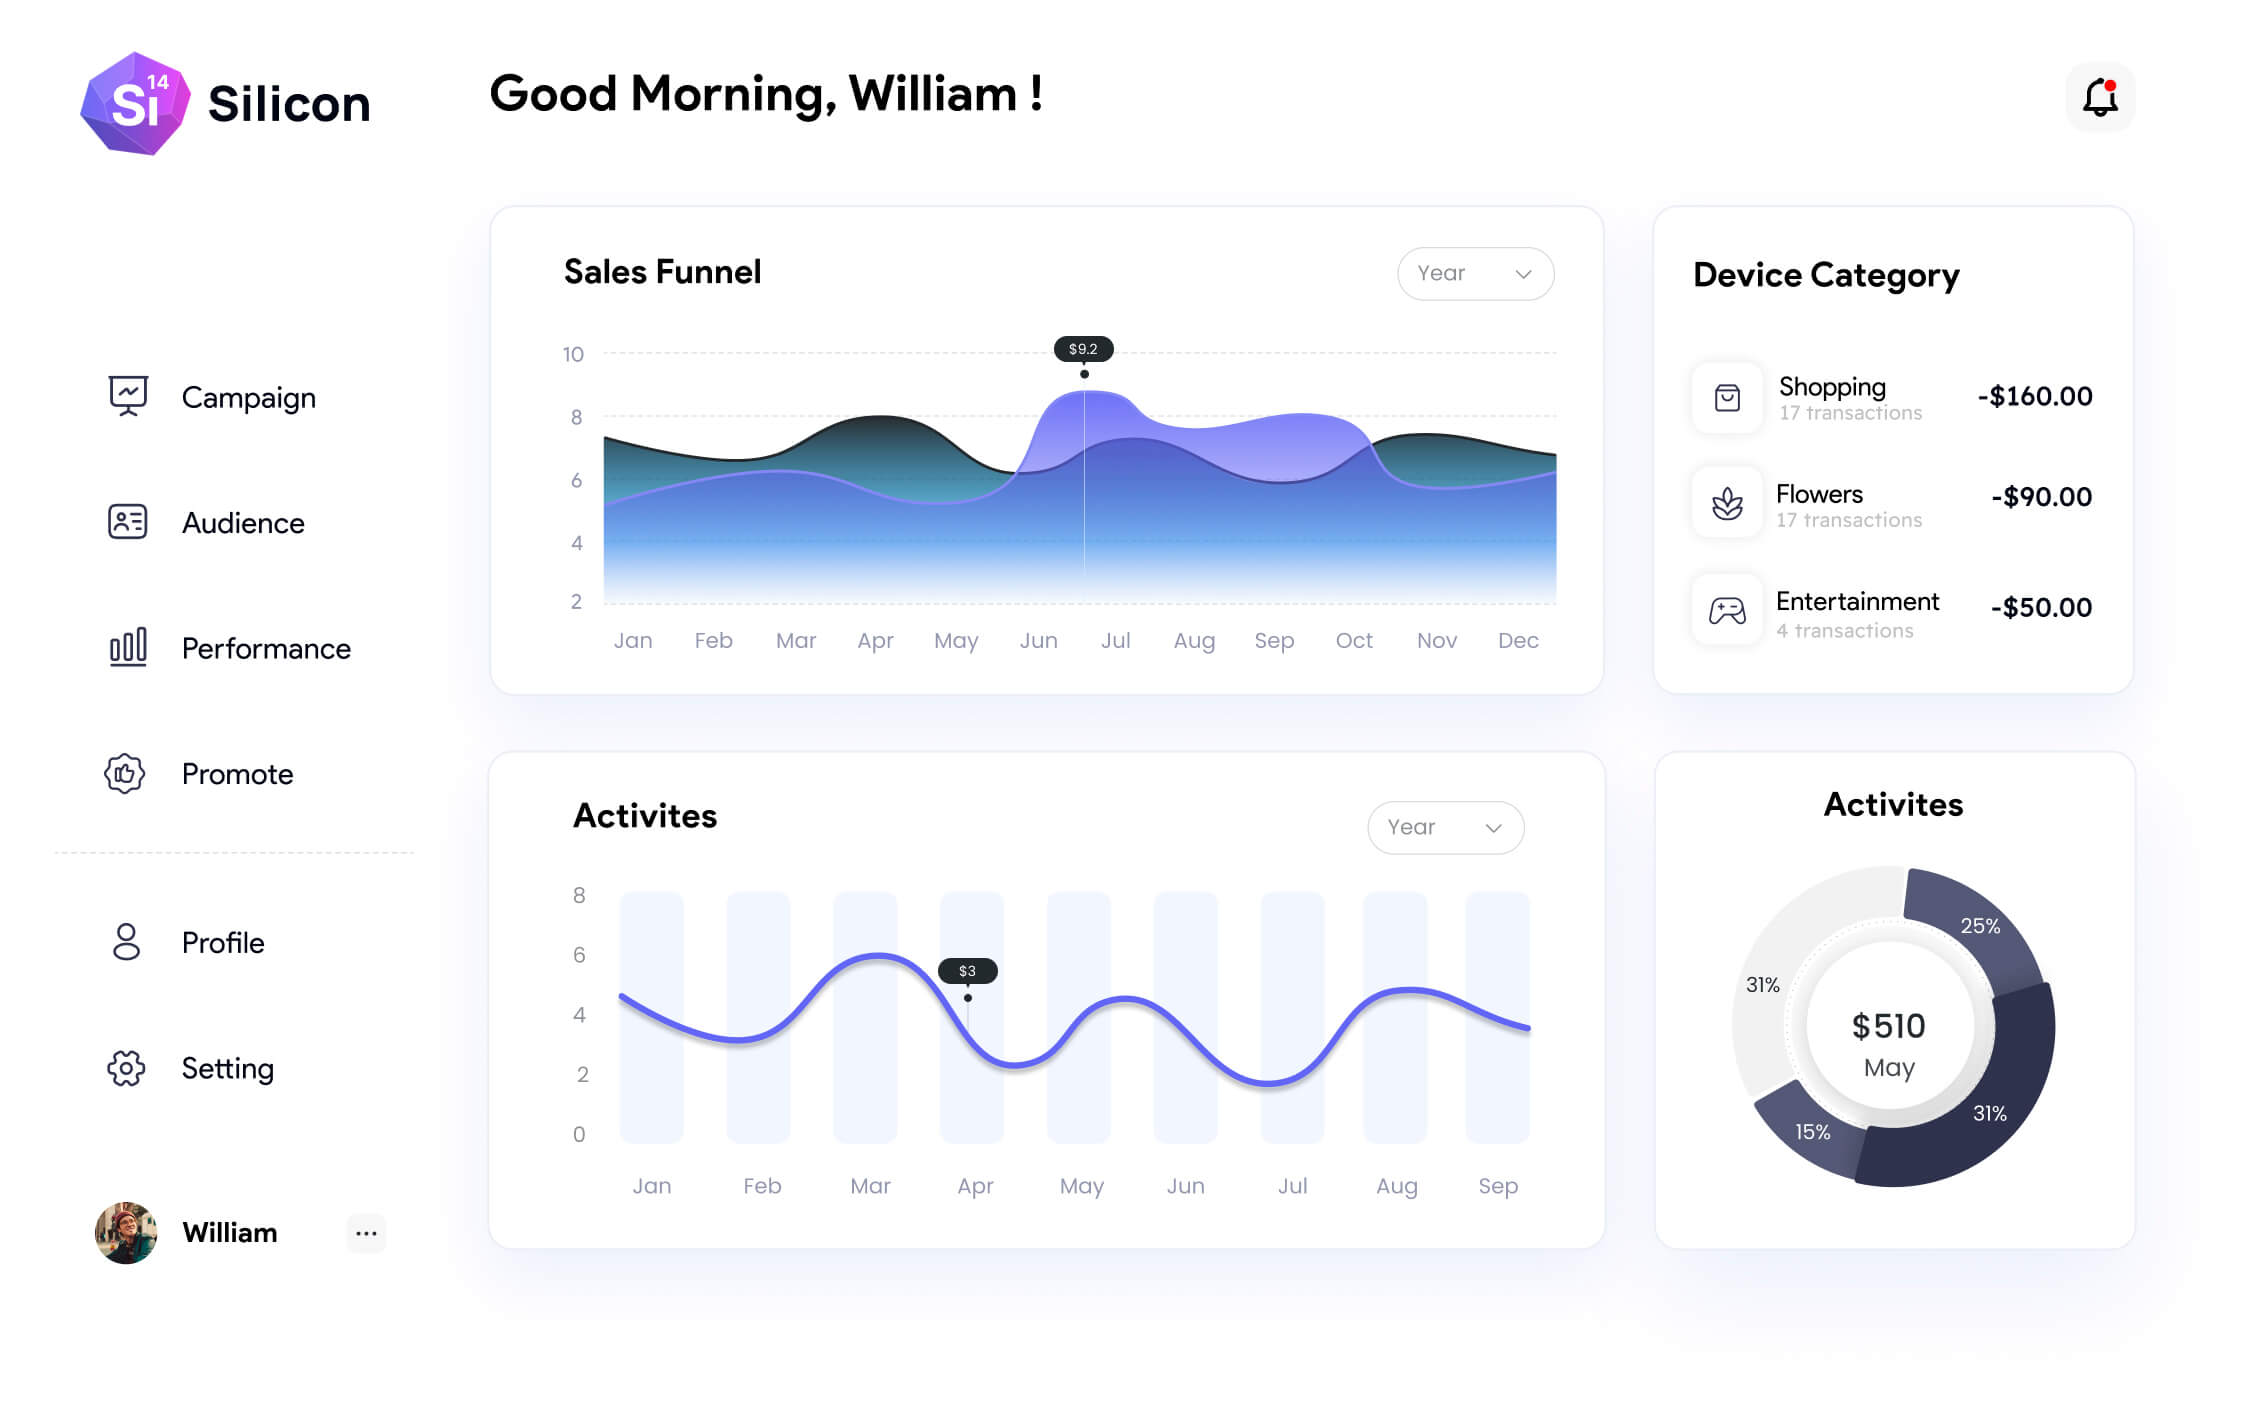 Si 14 Silicon
Good Morning, William !
Campaign
Audience
Performance
Promote
Profile
Setting
William
Sales Funnel
Year
10
8
6
4
2
$9.2
Jan Feb Mar Apr May Jun Jul Aug Sep Oct Nov Dec
Device Category
Shopping -$160.00
17 transactions
Flowers -$90.00
17 transactions
Entertainment -$50.00
4 transactions
Activites
Year
8
6
4
2
0
$3
Jan Feb Mar Apr May Jun Jul Aug Sep
Activites
25%
31%
$510
May
31%
15%